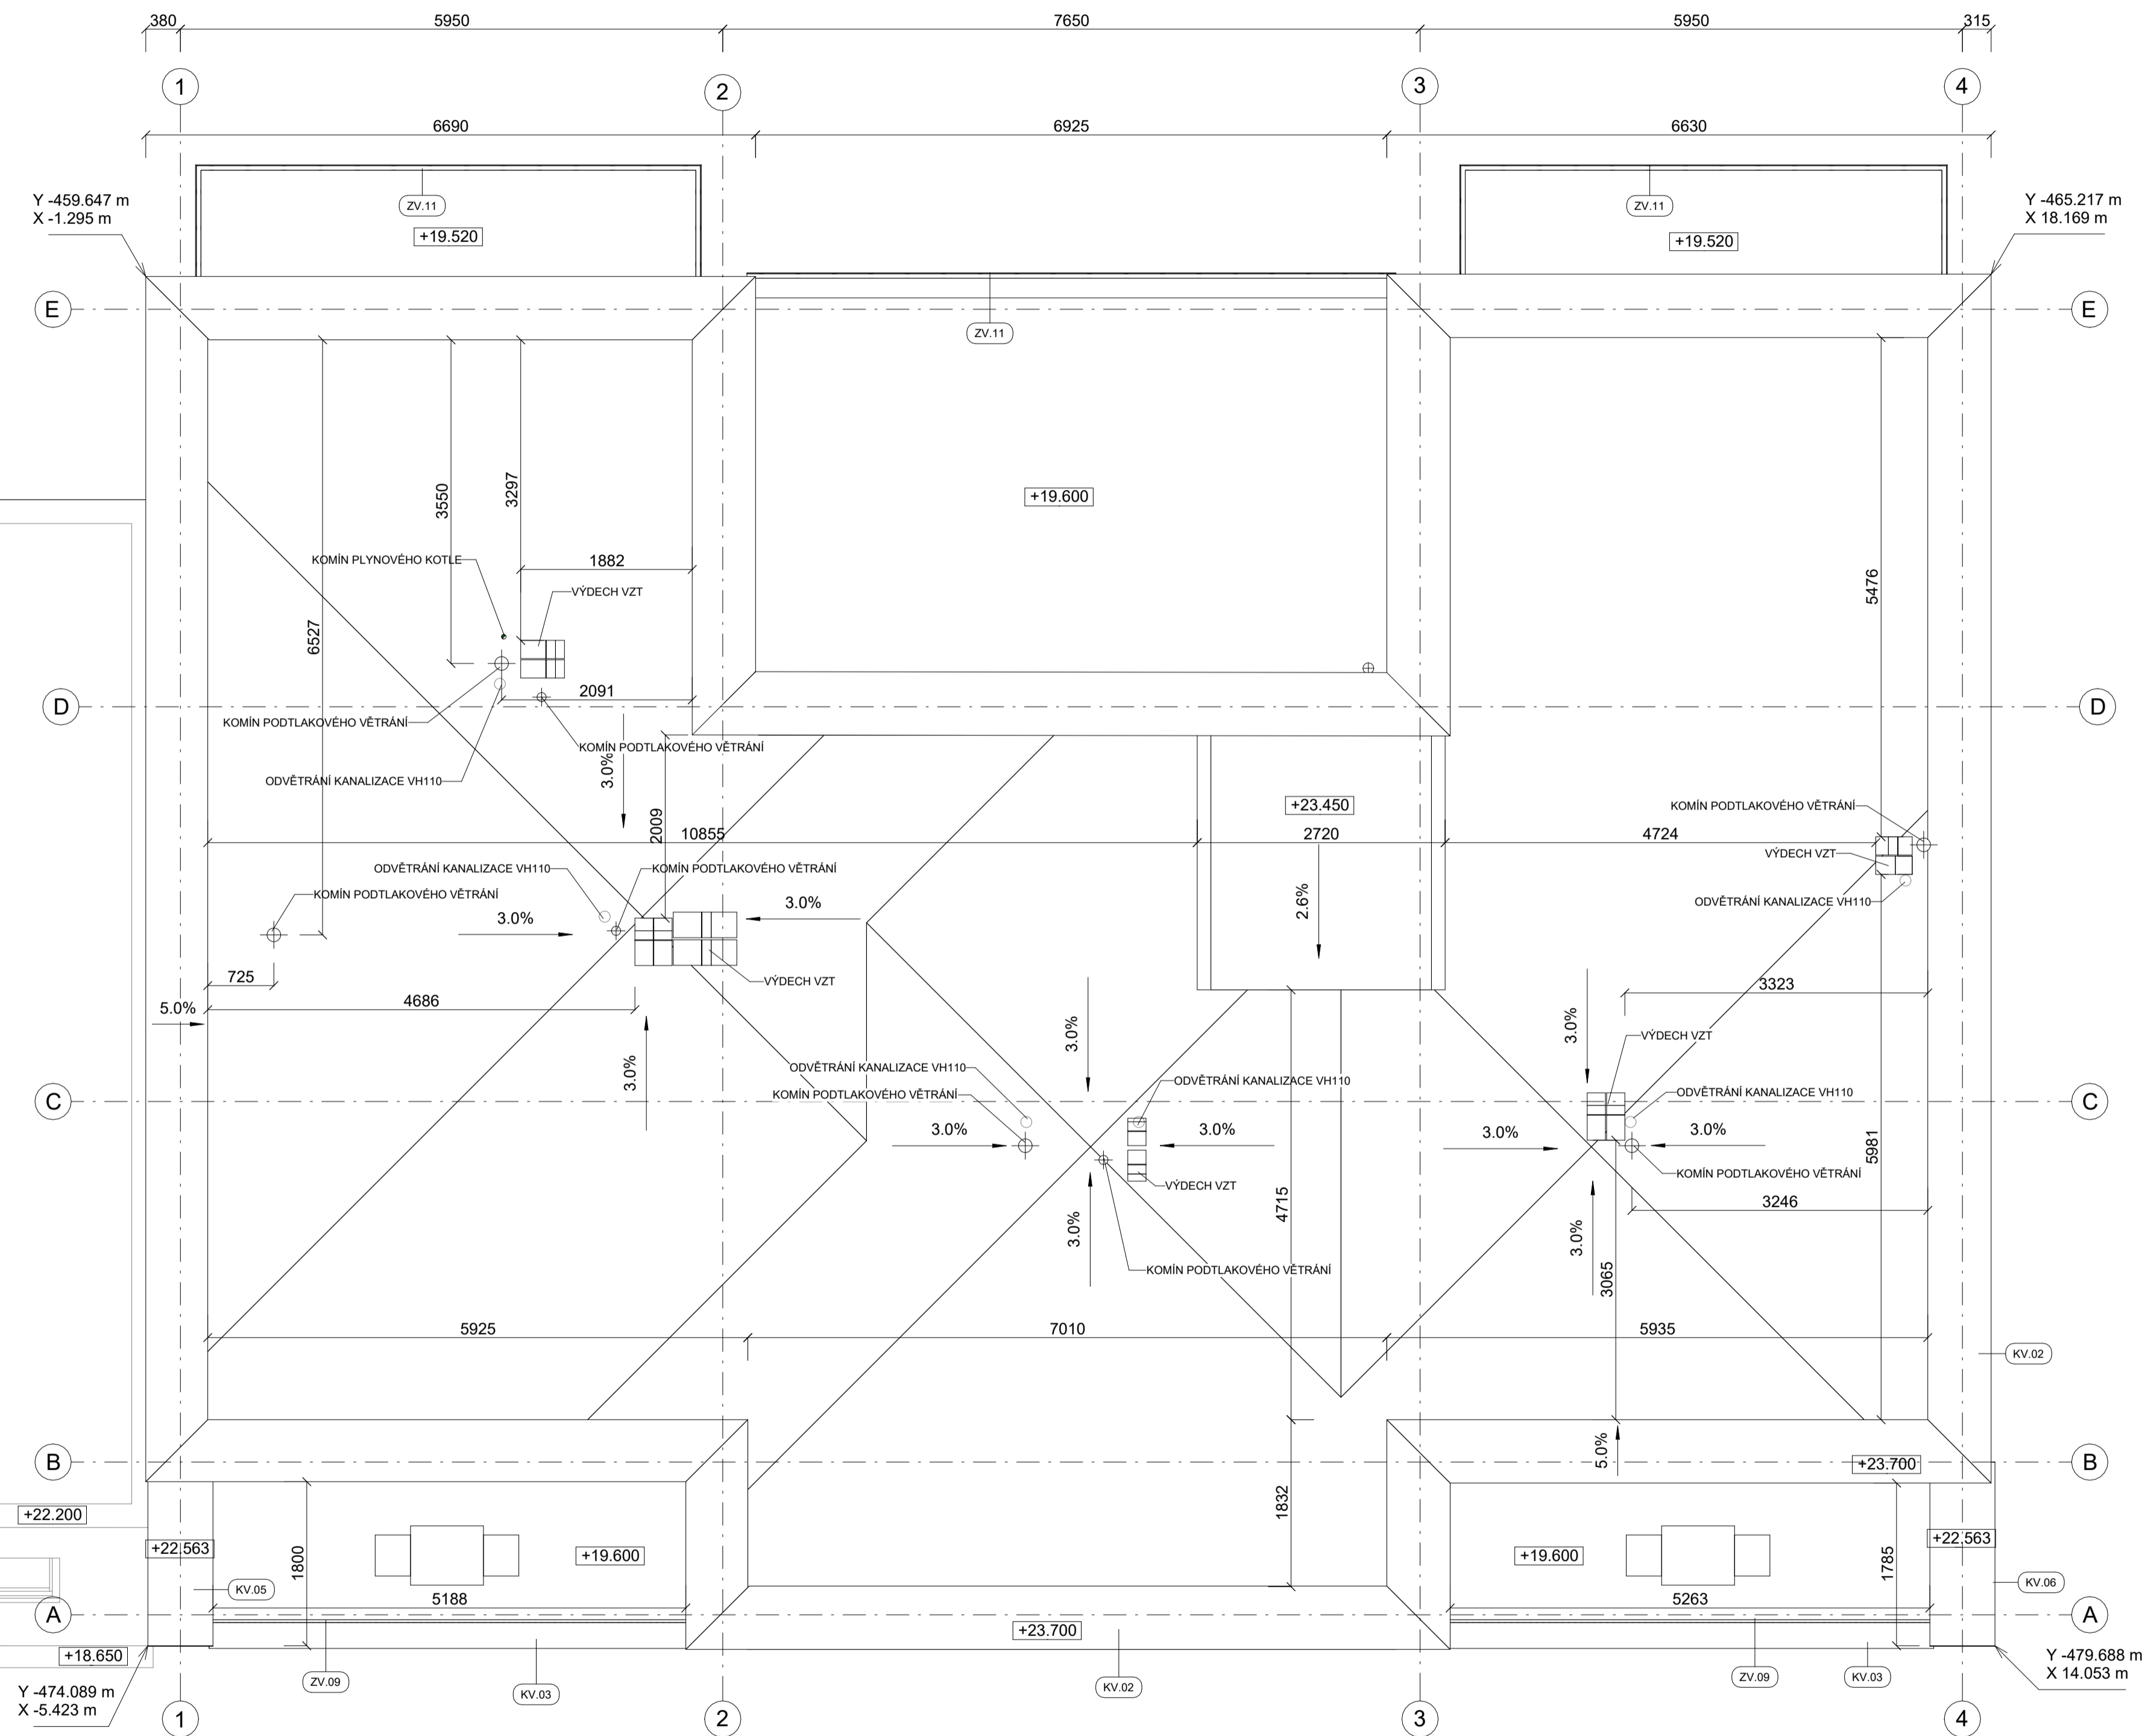 380
5950
7650
5950
315
1
2
3
4
6690
6925
6630
Y -459.647 m
X -1.295 m
ZV.11
+19.520
ZV.11
+19.520
Y -465.217 m
X 18.169 m
E
ZV.11
E
6527
3550
3297
+19.600
5476
KOMÍN PLYNOVÉHO KOTLE
1882
VÝDECH VZT
2091
D
D
KOMÍN PODTLAKOVÉHO VĚTRÁNÍ
KOMÍN PODTLAKOVÉHO VĚTRÁNÍ
ODVĚTRÁNÍ KANALIZACE VH110
3.0%
2009
+23.450
KOMÍN PODTLAKOVÉHO VĚTRÁNÍ
10855
2720
4724
VÝDECH VZT
ODVĚTRÁNÍ KANALIZACE VH110
KOMÍN PODTLAKOVÉHO VĚTRÁNÍ
KOMÍN PODTLAKOVÉHO VĚTRÁNÍ
2.6%
ODVĚTRÁNÍ KANALIZACE VH110
3.0%
3.0%
VÝDECH VZT
725
4686
5.0%
3323
3.0%
3.0%
3.0%
VÝDECH VZT
ODVĚTRÁNÍ KANALIZACE VH110
ODVĚTRÁNÍ KANALIZACE VH110
KOMÍN PODTLAKOVÉHO VĚTRÁNÍ
ODVĚTRÁNÍ KANALIZACE VH110
C
C
3.0%
3.0%
3.0%
3.0%
5981
VÝDECH VZT
KOMÍN PODTLAKOVÉHO VĚTRÁNÍ
4715
3246
3.0%
3.0%
KOMÍN PODTLAKOVÉHO VĚTRÁNÍ
3065
5925
7010
5935
KV.02
B
5.0%
+23.700
B
+22.200
1832
+22.563
1800
+19.600
+19.600
1785
+22.563
KV.05
KV.06
5188
5263
A
A
+23.700
+18.650
ZV.09
KV.03
KV.02
ZV.09
KV.03
Y -479.688 m
X 14.053 m
Y -474.089 m
X -5.423 m
1
2
3
4